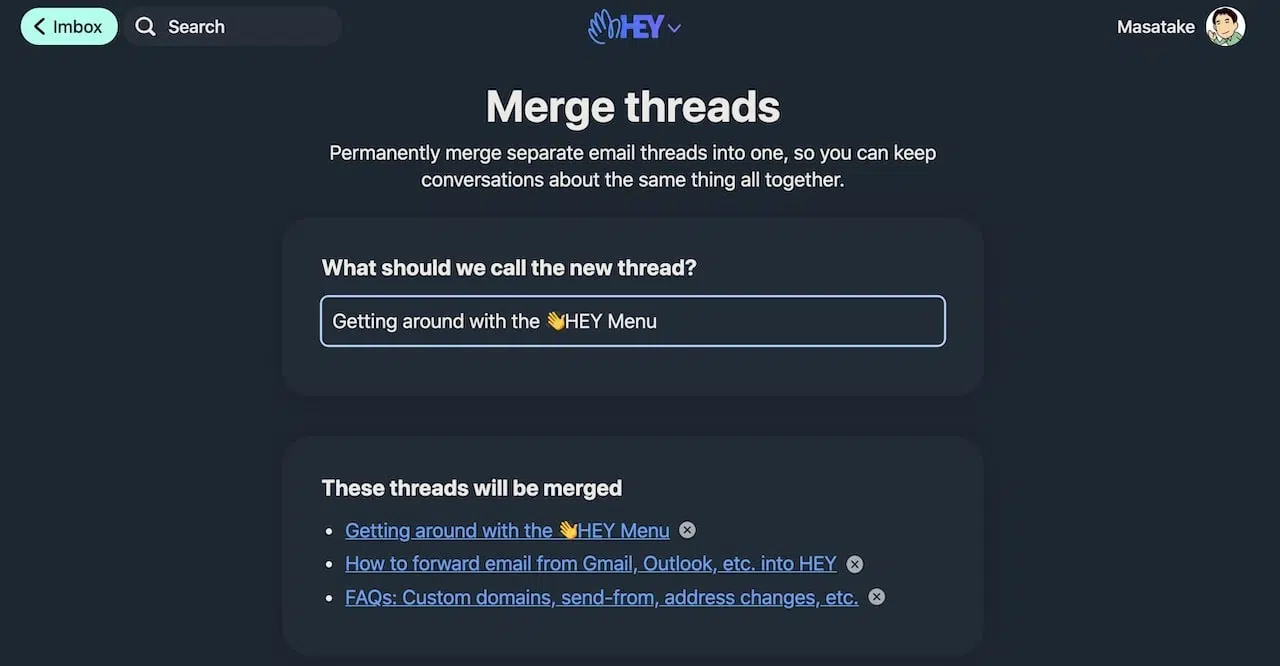 Imbox
Search
HEY
Masatake
Merge threads
Permanently merge separate email threads into one, so you can keep
conversations about the same thing all together.
What should we call the new thread?
Getting around with the 👋HEY Menu
These threads will be merged
Getting around with the 👋HEY Menu
How to forward email from Gmail, Outlook, etc. into HEY
FAQs: Custom domains, send-from, address changes, etc.